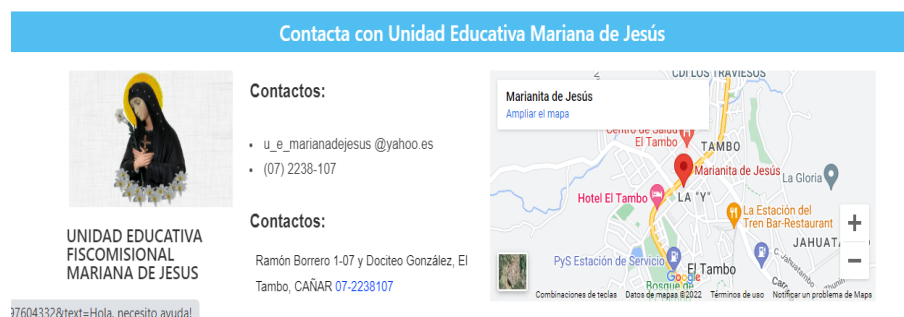 Contacta con Unidad Educativa Mariana de Jesús
UNIDAD EDUCATIVA
FISCOMISIONAL
MARIANA DE JESUS
Contactos:
u_e_marianadejesus @yahoo.es
(07) 2238-107
Contactos:
Ramón Borrero 1-07 y Dociteo González, El
Tambo, CAÑAR 07-2238107
Marianita de Jesús
Ampliar el mapa
CDI LOS TRAVIESOS
Centro de Salud
El Tambo
TAMBO
Marianita de Jesús
La Gloria
Hotel El Tambo
LA "Y"
La Estación del
Tren Bar-Restaurant
JAHUAT
PyS Estación de Servicio
El Tambo
Google
Bosque de
C. Jahuatambo
+
−
Combinaciones de teclas Datos de mapas ©2022 Términos de uso Notificar un problema de Maps
97604332&text=Hola, necesito ayuda!